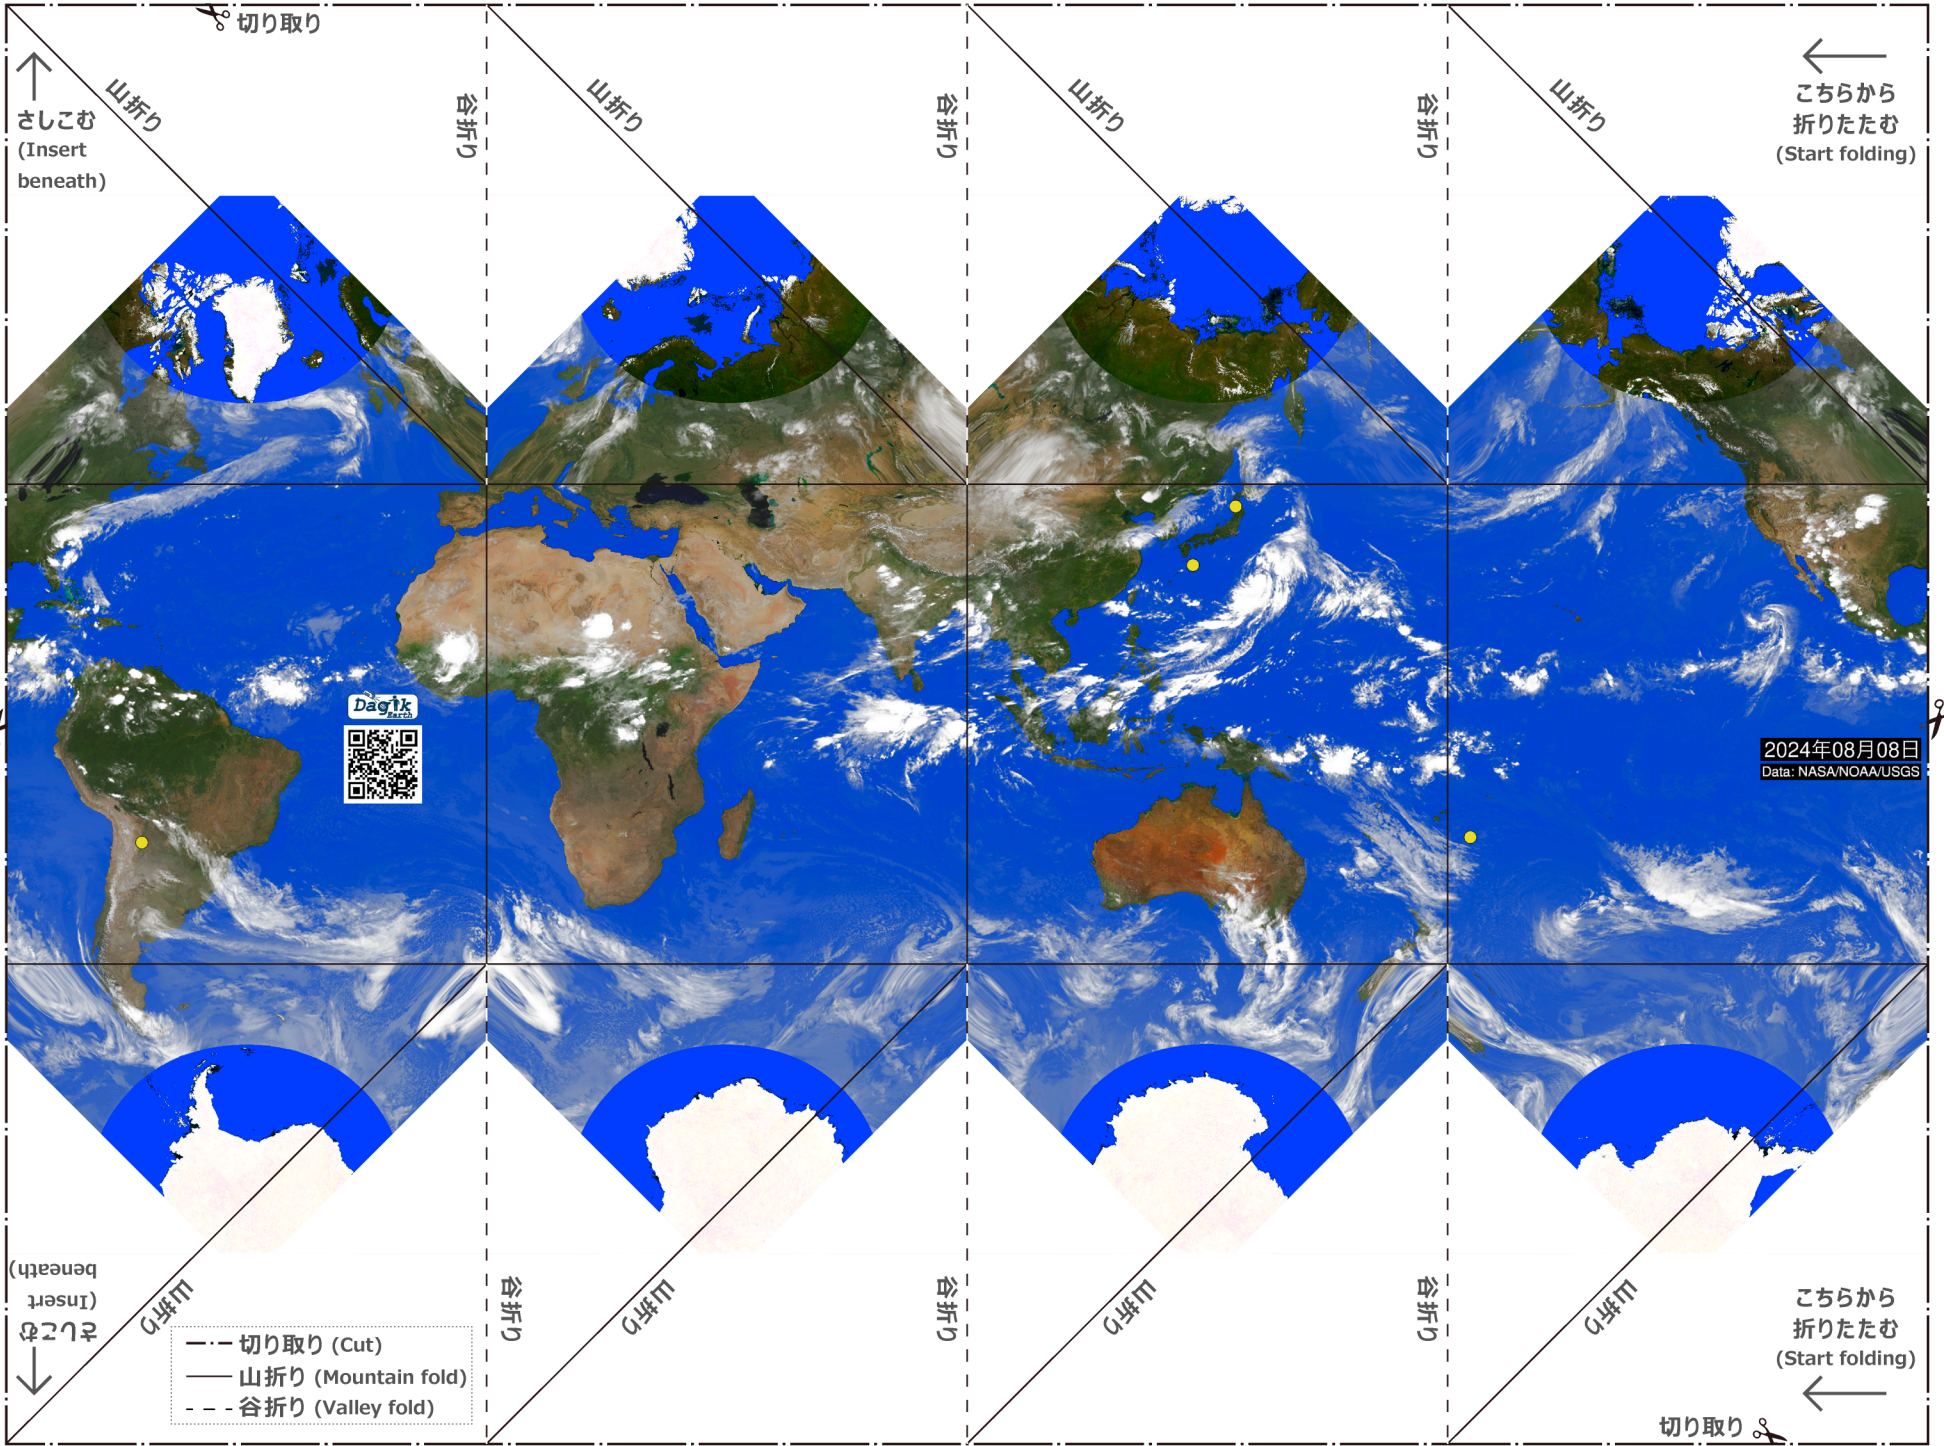 切り取り
山折り
谷折り
山折り
谷折り
山折り
谷折り
山折り
さしこむ
(Insert
beneath)
こちらから
折りたたむ
(Start folding)
Dagik
Earth
2024年08月08日
Data: NASA/NOAA/USGS
さしこむ
(Insert
beneath)
山折り
谷折り
山折り
谷折り
山折り
谷折り
山折り
こちらから
折りたたむ
(Start folding)
切り取り (Cut)
山折り (Mountain fold)
谷折り (Valley fold)
切り取り